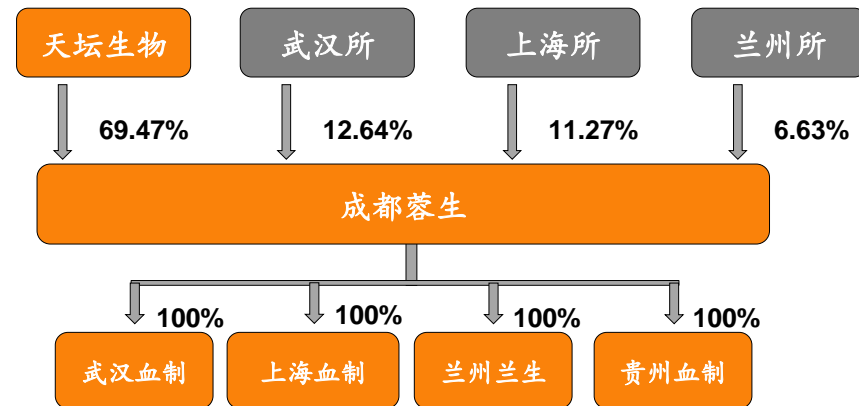 天坛生物
武汉所
上海所
兰州所
69.47%
12.64%
11.27%
6.63%
成都蓉生
100%
100%
100%
100%
武汉血制
上海血制
兰州兰生
贵州血制